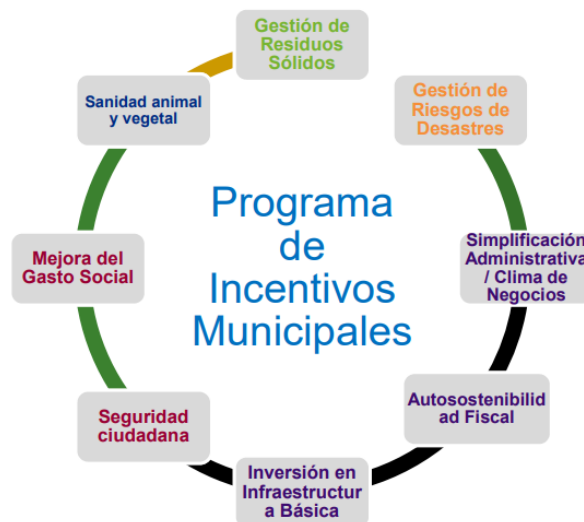 Gestión de
Residuos
Sólidos
Gestión de
Riesgos de
Desastres
Simplificación
Administrativa
/ Clima de
Negocios
Autosostenibilid
ad Fiscal
Inversión en
Infraestructur
a Básica
Seguridad
ciudadana
Mejora del
Gasto Social
Sanidad animal
y vegetal
Programa
de
Incentivos
Municipales